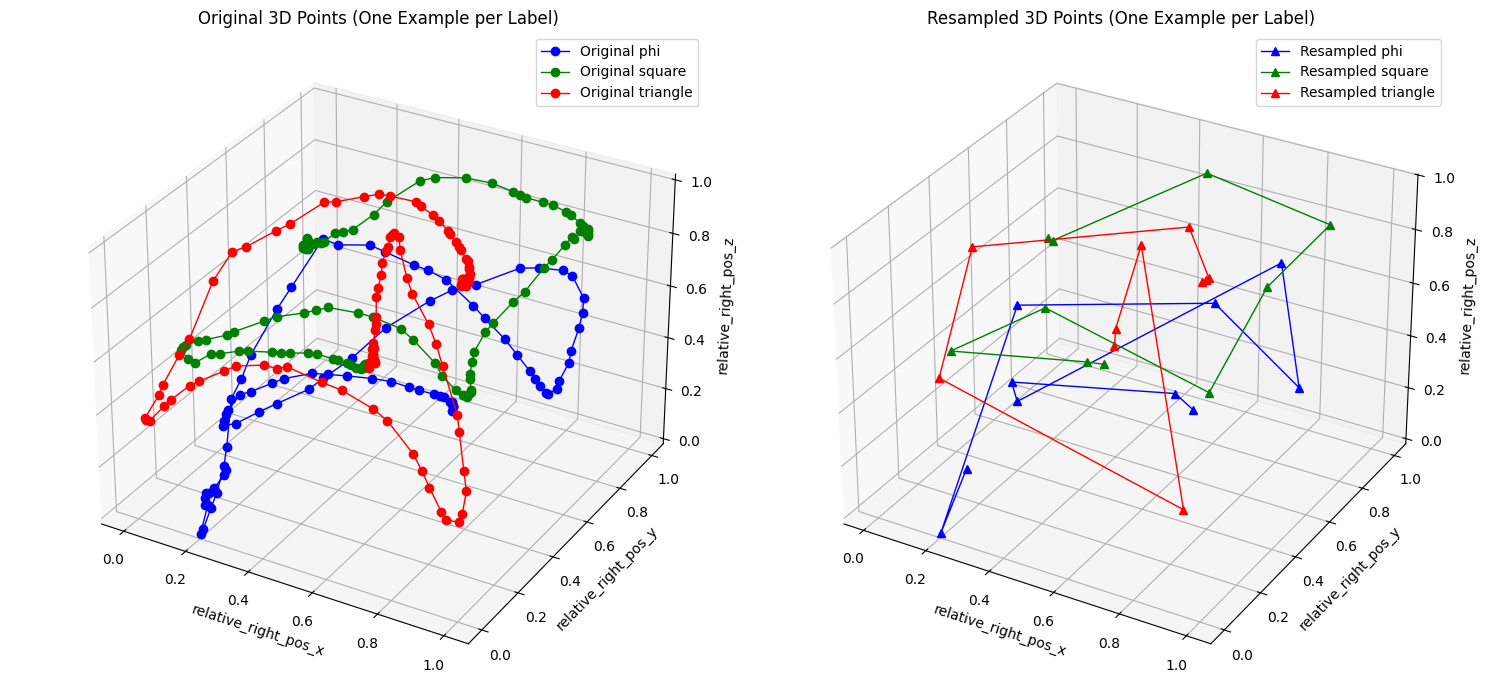 Original 3D Points (One Example per Label)
Original phi
Original square
Original triangle
1.0
0.8
0.6
0.4
0.2
0.0
relative_right_pos_z
0.0
0.2
0.4
0.6
0.8
1.0
relative_right_pos_x
0.0
0.2
0.4
0.6
0.8
1.0
relative_right_pos_y
Resampled 3D Points (One Example per Label)
Resampled phi
Resampled square
Resampled triangle
1.0
0.8
0.6
0.4
0.2
0.0
relative_right_pos_z
0.0
0.2
0.4
0.6
0.8
1.0
relative_right_pos_x
0.0
0.2
0.4
0.6
0.8
1.0
relative_right_pos_y